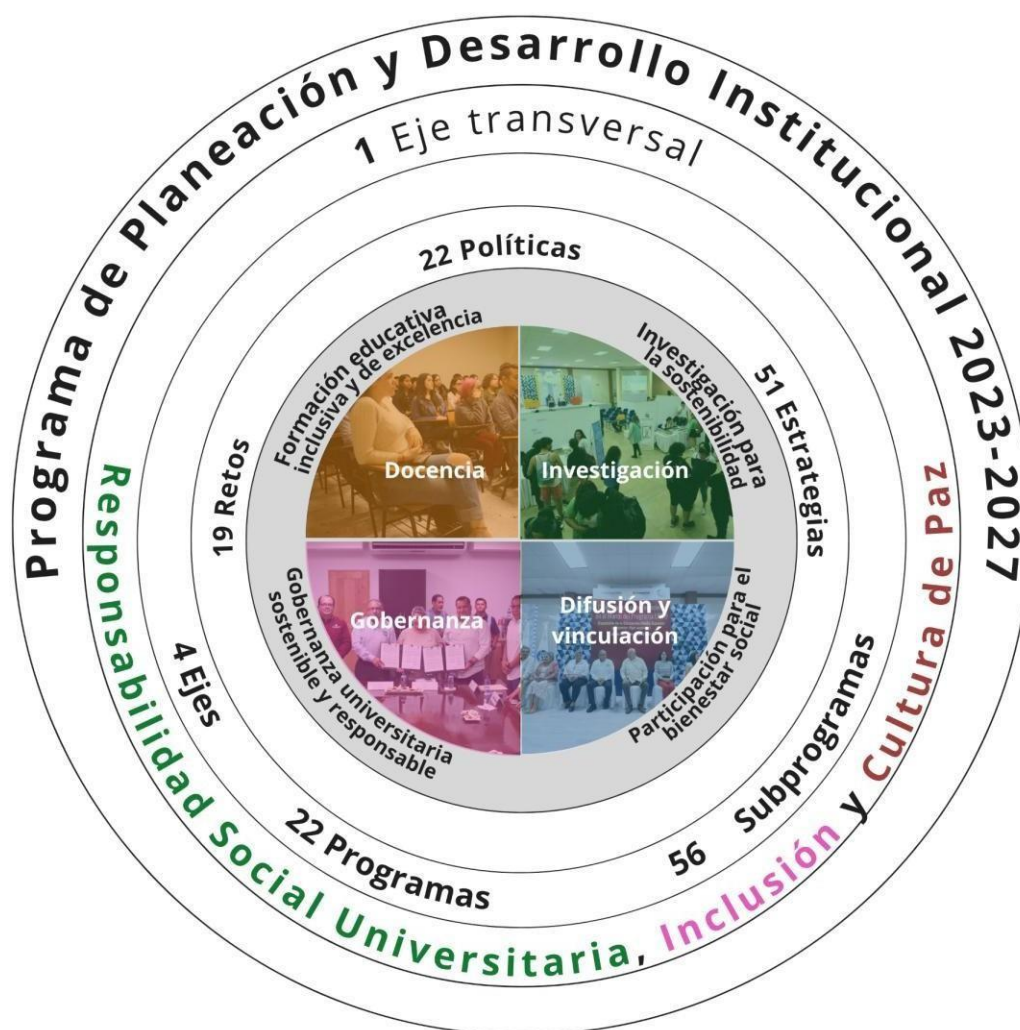 Programa de Planeación y Desarrollo Institucional 2023-2027
1 Eje transversal
22 Políticas
19 Retos
51 Estrategias
4 Ejes
22 Programas
56 Subprogramas
Formación educativa
inclusiva y de excelencia
Investigación para
la sostenibilidad
Docencia
Investigación
Gobernanza
Difusión y
vinculación
Gobernanza universitaria
sostenible y responsable
Participación para el
bienestar social
Responsabilidad Social Universitaria, Inclusión y Cultura de Paz